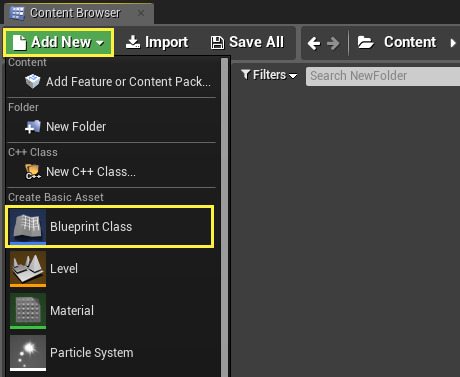 Content Browser
Add New
Import
Save All
Content
Content
Add Feature or Content Pack...
Filters
Search NewFolder
Folder
New Folder
C++ Class
New C++ Class...
Create Basic Asset
Blueprint Class
Level
Material
Particle System